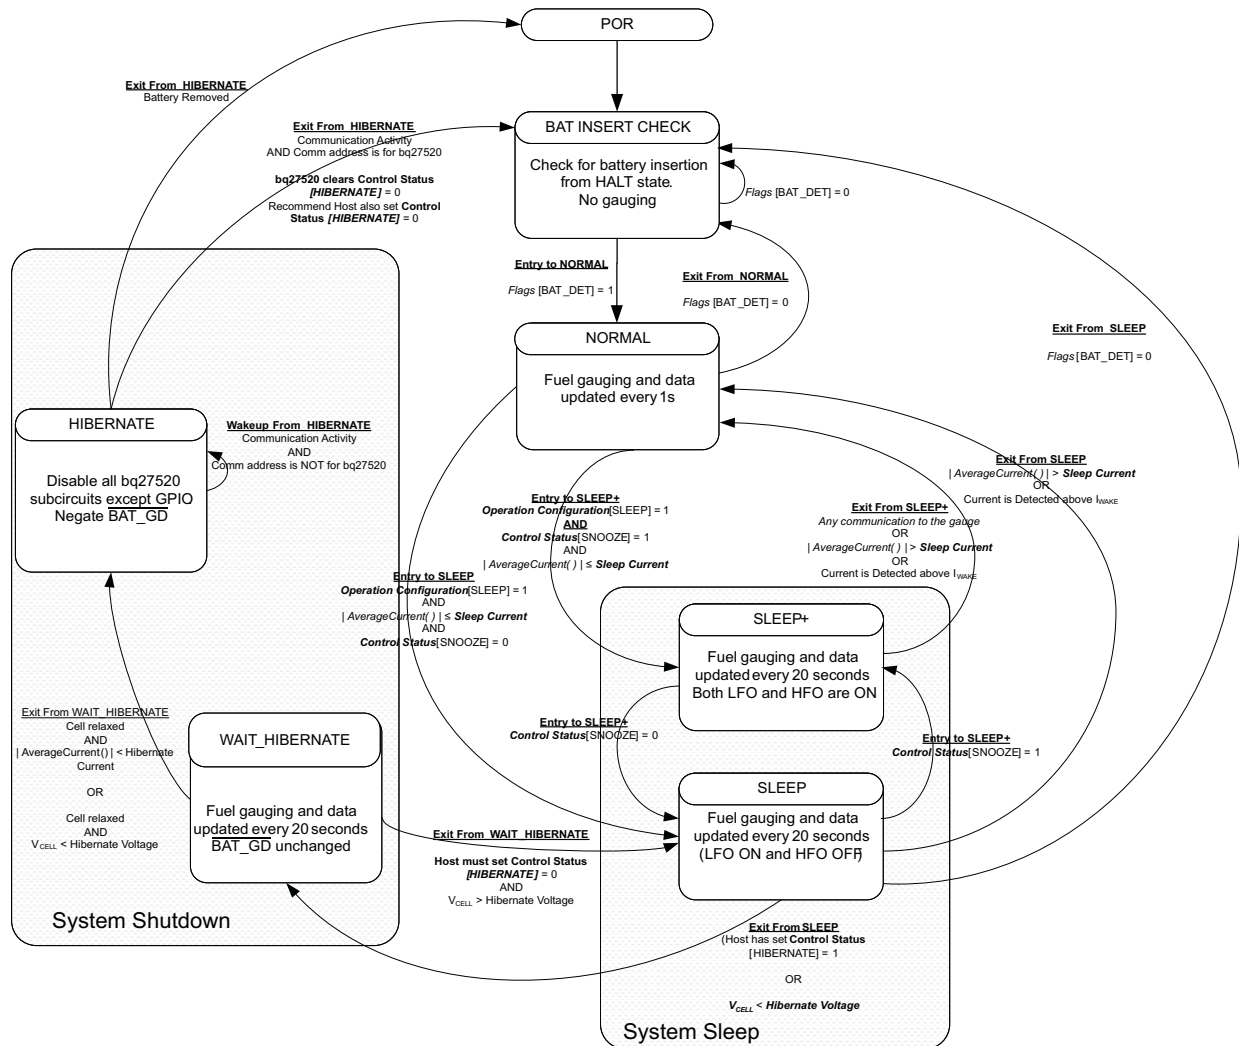 POR
Exit From HIBERNATE
Battery Removed
Exit From HIBERNATE
Communication Activity
AND Comm address is for bq27520
bq27520 clears Control Status
[HIBERNATE] = 0
Recommend Host also set Control
Status [HIBERNATE] = 0
BAT INSERT CHECK
Check for battery insertion
from HALT state.
No gauging
Flags [BAT_DET] = 0
Entry to NORMAL
Flags [BAT_DET] = 1
Exit From NORMAL
Flags [BAT_DET] = 0
Exit From SLEEP
Flags [BAT_DET] = 0
NORMAL
Fuel gauging and data
updated every 1s
HIBERNATE
Disable all bq27520
subcircuits except GPIO
Negate BAT_GD
Wakeup From HIBERNATE
Communication Activity
AND
Comm address is NOT for bq27520
Exit From SLEEP
| AverageCurrent( ) | > Sleep Current
OR
Current is Detected above IWAKE
Entry to SLEEP+
Operation Configuration[SLEEP] = 1
AND
Control Status[SNOOZE] = 1
AND
| AverageCurrent( ) | ≤ Sleep Current
Exit From SLEEP+
Any communication to the gauge
OR
| AverageCurrent( ) | > Sleep Current
OR
Current is Detected above IWAKE
Entry to SLEEP
Operation Configuration[SLEEP] = 1
AND
| AverageCurrent( ) | ≤ Sleep Current
AND
Control Status[SNOOZE] = 0
SLEEP+
Fuel gauging and data
updated every 20 seconds
Both LFO and HFO are ON
Entry to SLEEP+
Control Status[SNOOZE] = 0
Entry to SLEEP+
Control Status[SNOOZE] = 1
Exit From WAIT_HIBERNATE
Cell relaxed
AND
| AverageCurrent() | < Hibernate
Current
OR
Cell relaxed
AND
VCELL < Hibernate Voltage
WAIT_HIBERNATE
Fuel gauging and data
updated every 20 seconds
BAT_GD unchanged
SLEEP
Fuel gauging and data
updated every 20 seconds
(LFO ON and HFO OFF)
Exit From WAIT_HIBERNATE
Host must set Control Status
[HIBERNATE] = 0
AND
VCELL > Hibernate Voltage
System Shutdown
Exit From SLEEP
(Host has set Control Status
[HIBERNATE] = 1
OR
VCELL < Hibernate Voltage
System Sleep